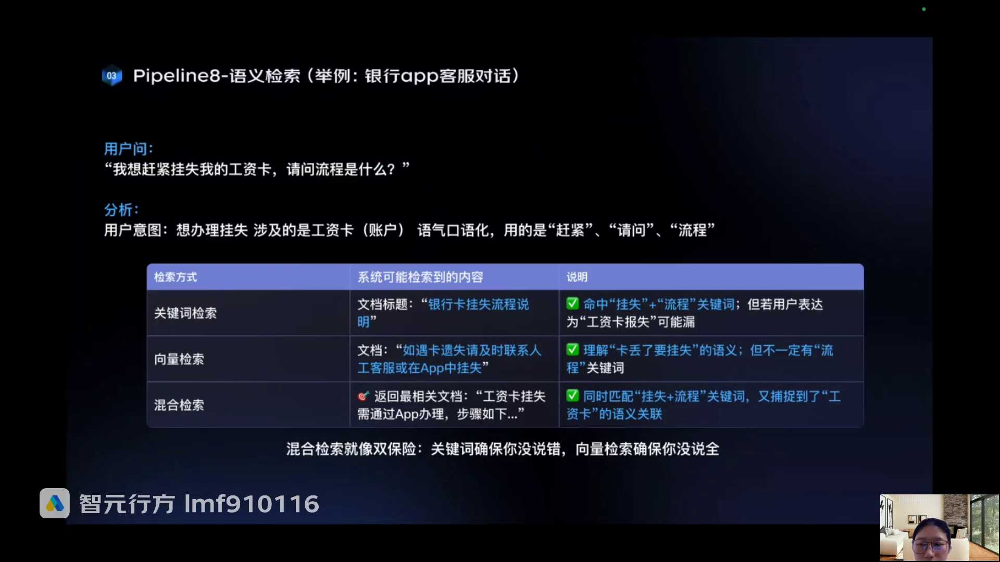 03 Pipeline8-语义检索（举例：银行app客服对话）
用户问：
“我想赶紧挂失我的工资卡，请问流程是什么？”
分析：
用户意图：想办理挂失 涉及的是工资卡（账户） 语气口语化，用的是“赶紧”、“请问”、“流程”
检索方式 系统可能检索到的内容 说明
关键词检索
文档标题：“银行卡挂失流程说
明”
✅ 命中“挂失”+“流程”关键词；但若用户表达
为“工资卡报失”可能漏
向量检索
文档：“如遇卡遗失请及时联系人
工客服或在App中挂失”
✅ 理解“卡丢了要挂失”的语义；但不一定有“流
程”关键词
混合检索
🎯 返回最相关文档：“工资卡挂失
需通过App办理，步骤如下...”
✅ 同时匹配“挂失+流程”关键词，又捕捉到了“工
资卡”的语义关联
混合检索就像双保险：关键词确保你没说错，向量检索确保你没说全
智元行方 lmf910116